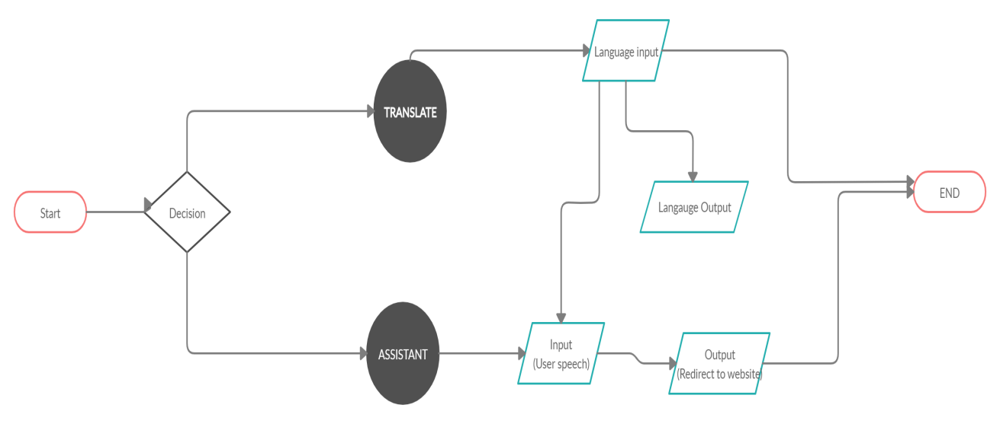 Language input
TRANSLATE
Start
Decision
Langauge Output
END
ASSISTANT
Input
(User speech)
Output
(Redirect to website)